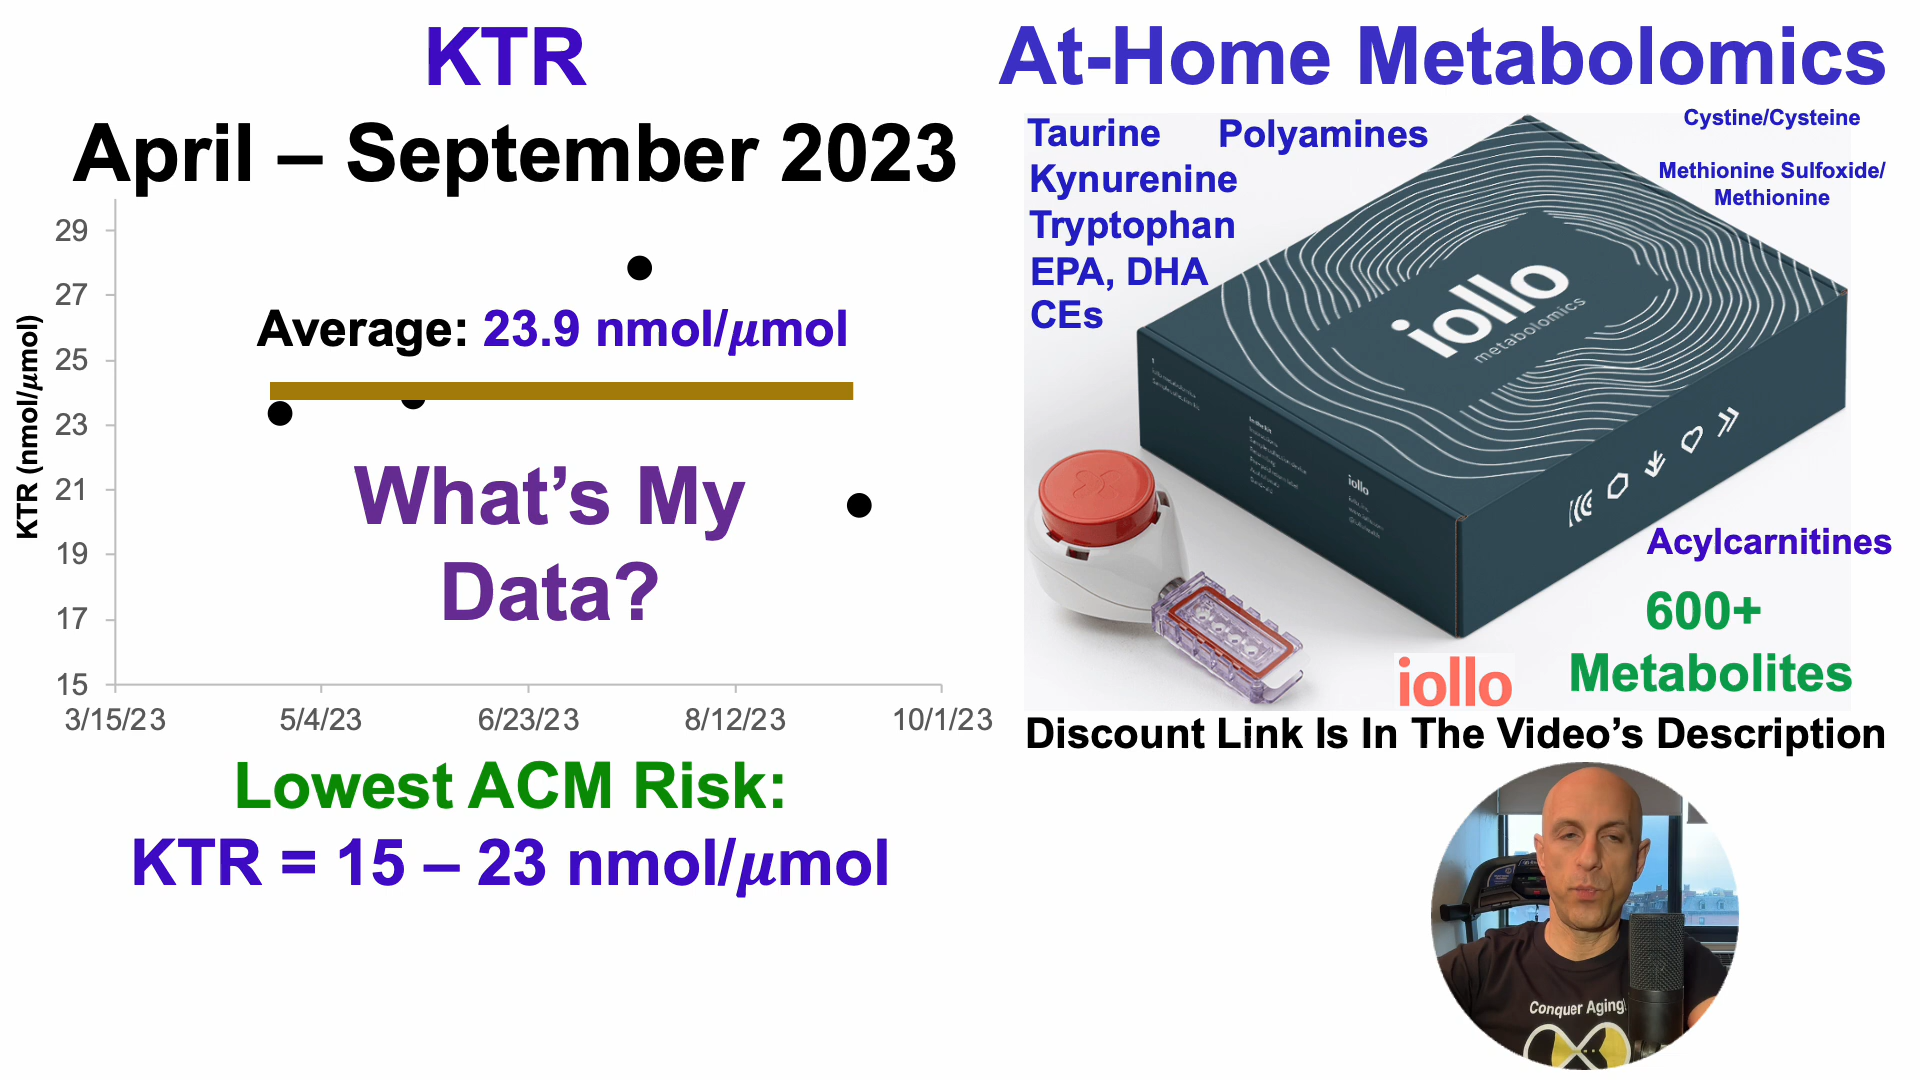 KTR
April – September 2023
29
27
25
23
21
19
17
15
KTR (nmol/μmol)
Average: 23.9 nmol/μmol
What's My
Data?
3/15/23
5/4/23
6/23/23
8/12/23
10/1/23
Lowest ACM Risk:
KTR = 15 – 23 nmol/μmol
At-Home Metabolomics
Taurine
Polyamines
Cystine/Cysteine
Kynurenine
Methionine Sulfoxide/
Methionine
Tryptophan
EPA, DHA
CEs
iollo
metabolomics
iollo
Acylcarnitines
600+
Metabolites
iollo
Discount Link Is In The Video's Description
Conquer Aging!